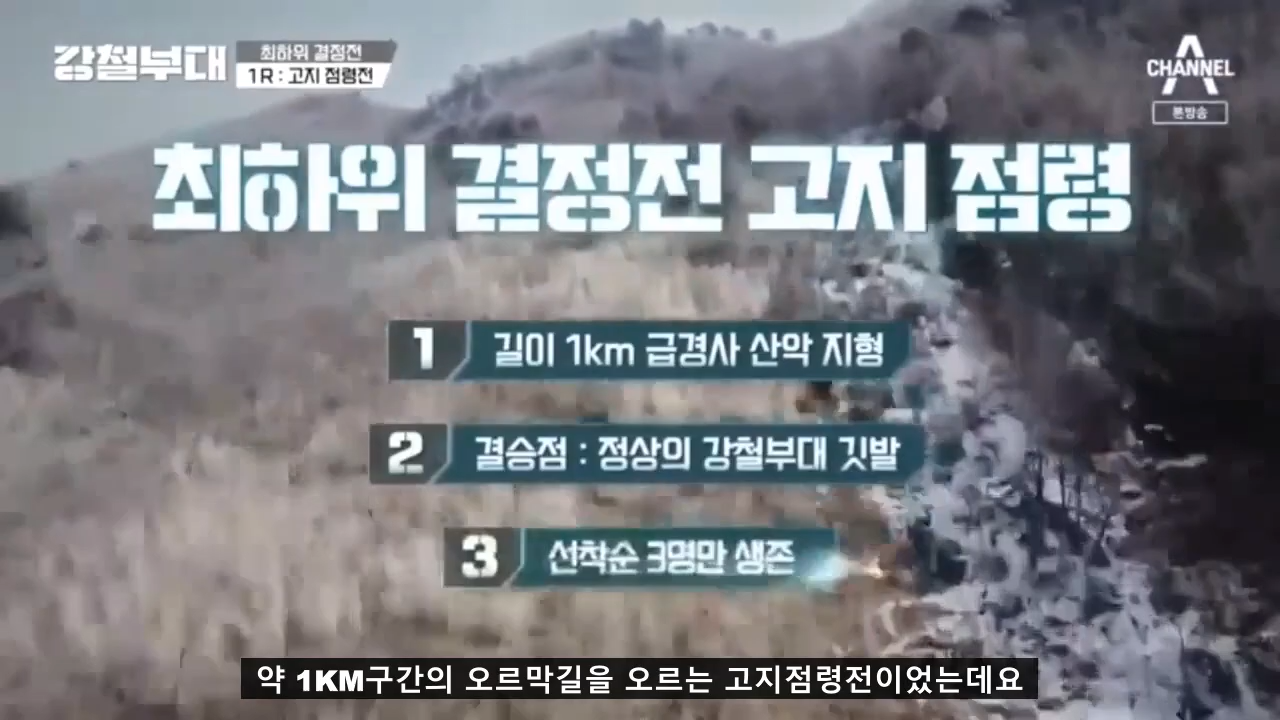 강철부대
최하위 결정전
1R : 고지 점령전
CHANNEL A
본방송
최하위 결정전 고지 점령
1 길이 1km 급경사 산악 지형
2 결승점 : 정상의 강철부대 깃발
3 선착순 3명만 생존
약 1KM구간의 오르막길을 오르는 고지점령전이었는데요